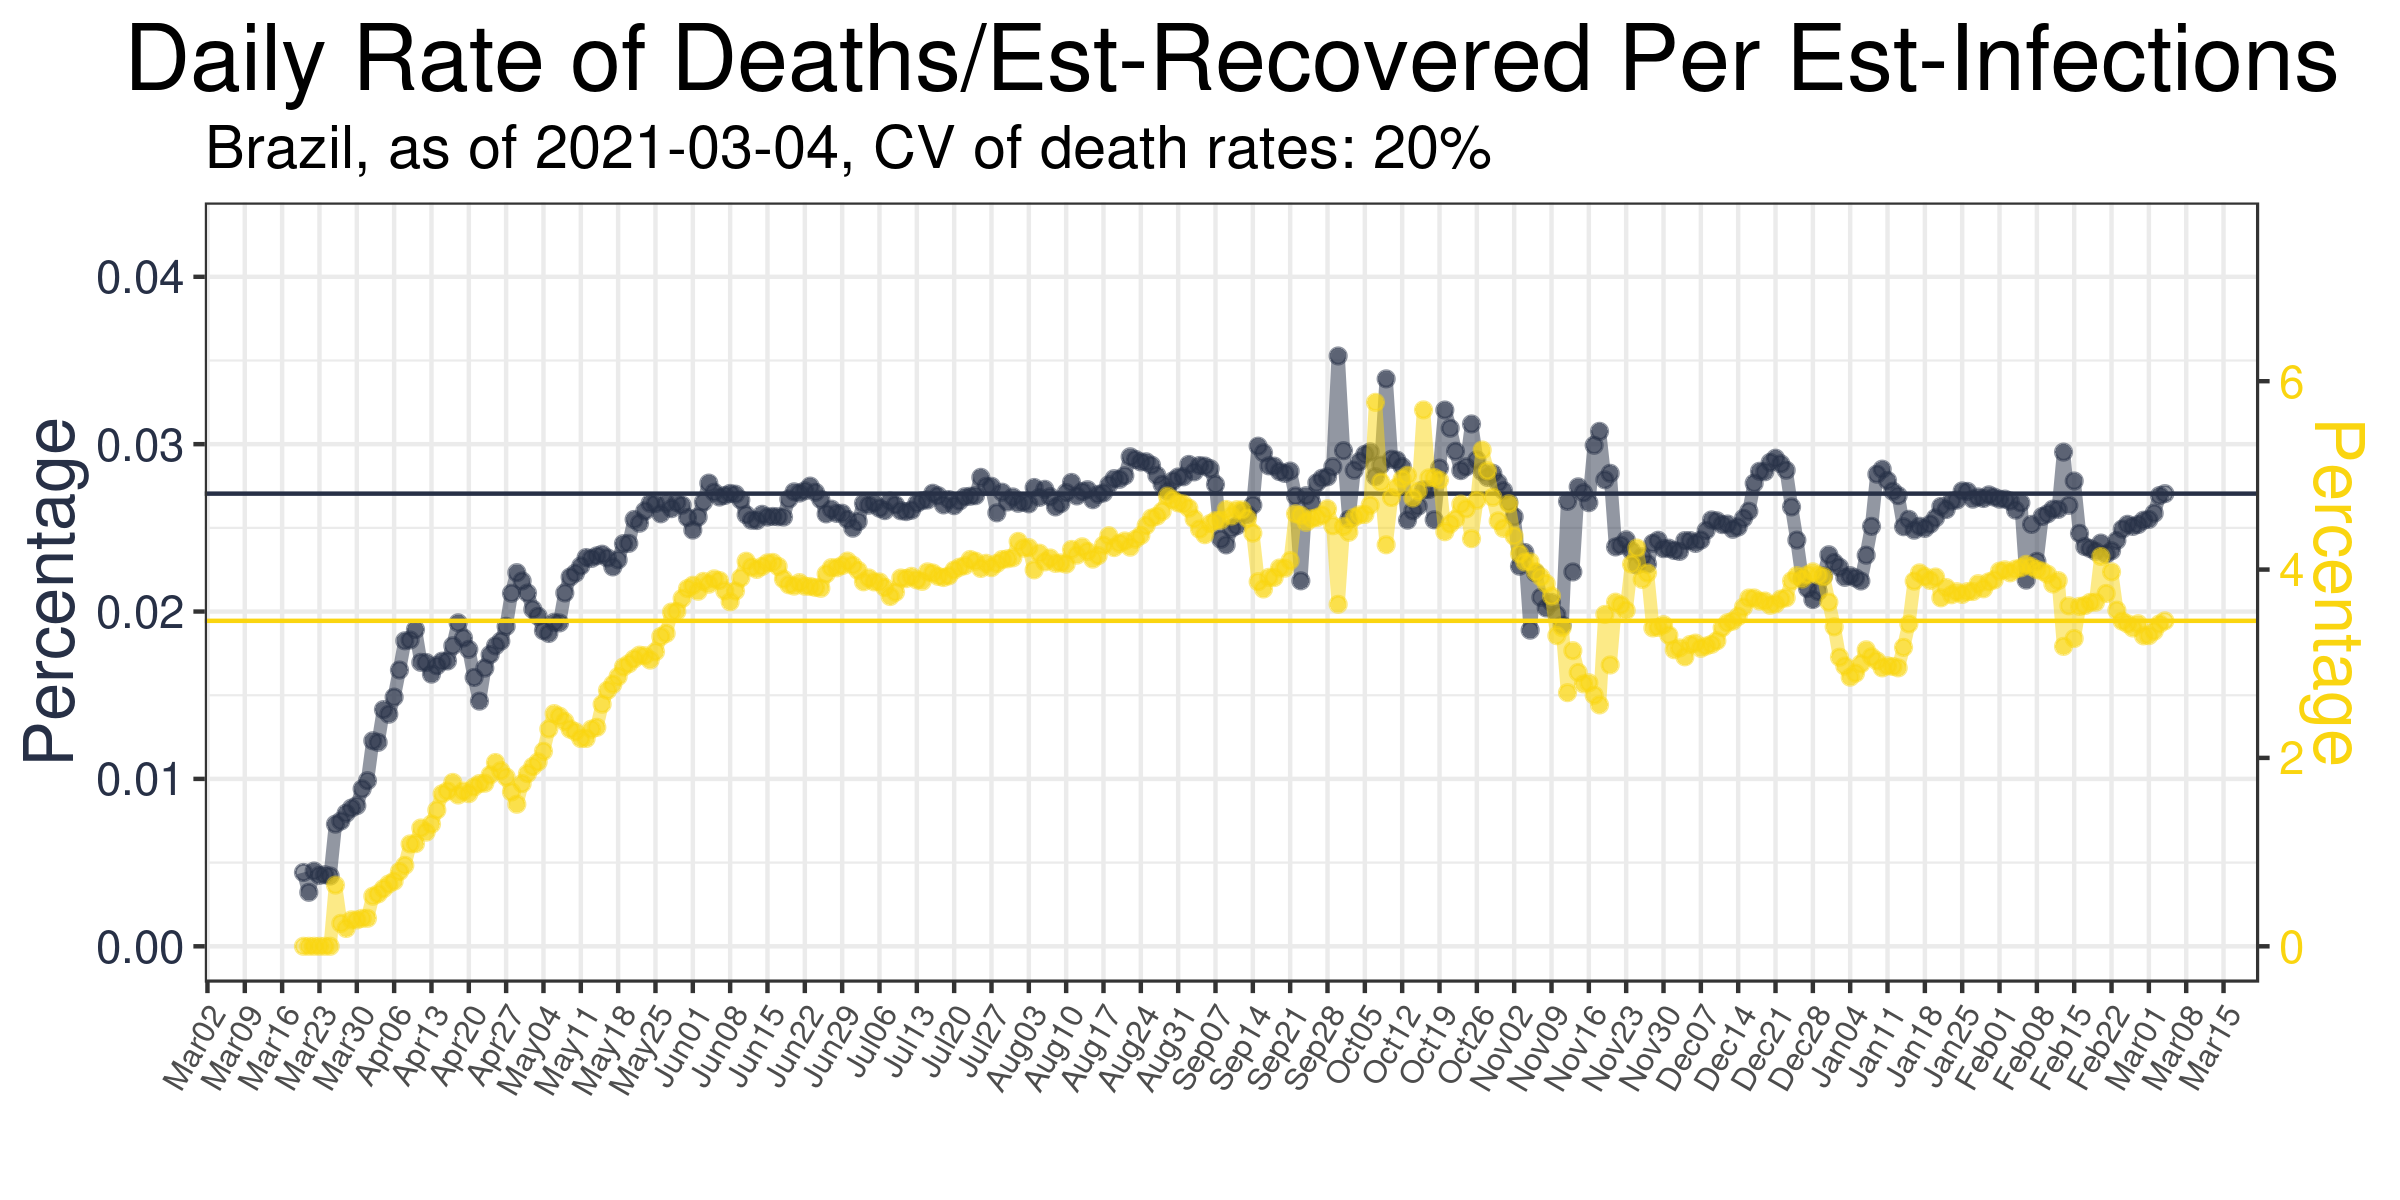 Daily Rate of Deaths/Est-Recovered Per Est-Infections
Brazil, as of 2021-03-04, CV of death rates: 20%
Percentage
0.04
0.03
0.02
0.01
0.00
6
4
2
0
Percentage
Mar02 Mar09 Mar16 Mar23 Mar30 Apr06 Apr13 Apr20 Apr27 May04 May11 May18 May25 Jun01 Jun08 Jun15 Jun22 Jun29 Jul06 Jul13 Jul20 Jul27 Aug03 Aug10 Aug17 Aug24 Aug31 Sep07 Sep14 Sep21 Sep28 Oct05 Oct12 Oct19 Oct26 Nov02 Nov09 Nov16 Nov23 Nov30 Dec07 Dec14 Dec21 Dec28 Jan04 Jan11 Jan18 Jan25 Feb01 Feb08 Feb15 Feb22 Mar01 Mar08 Mar15